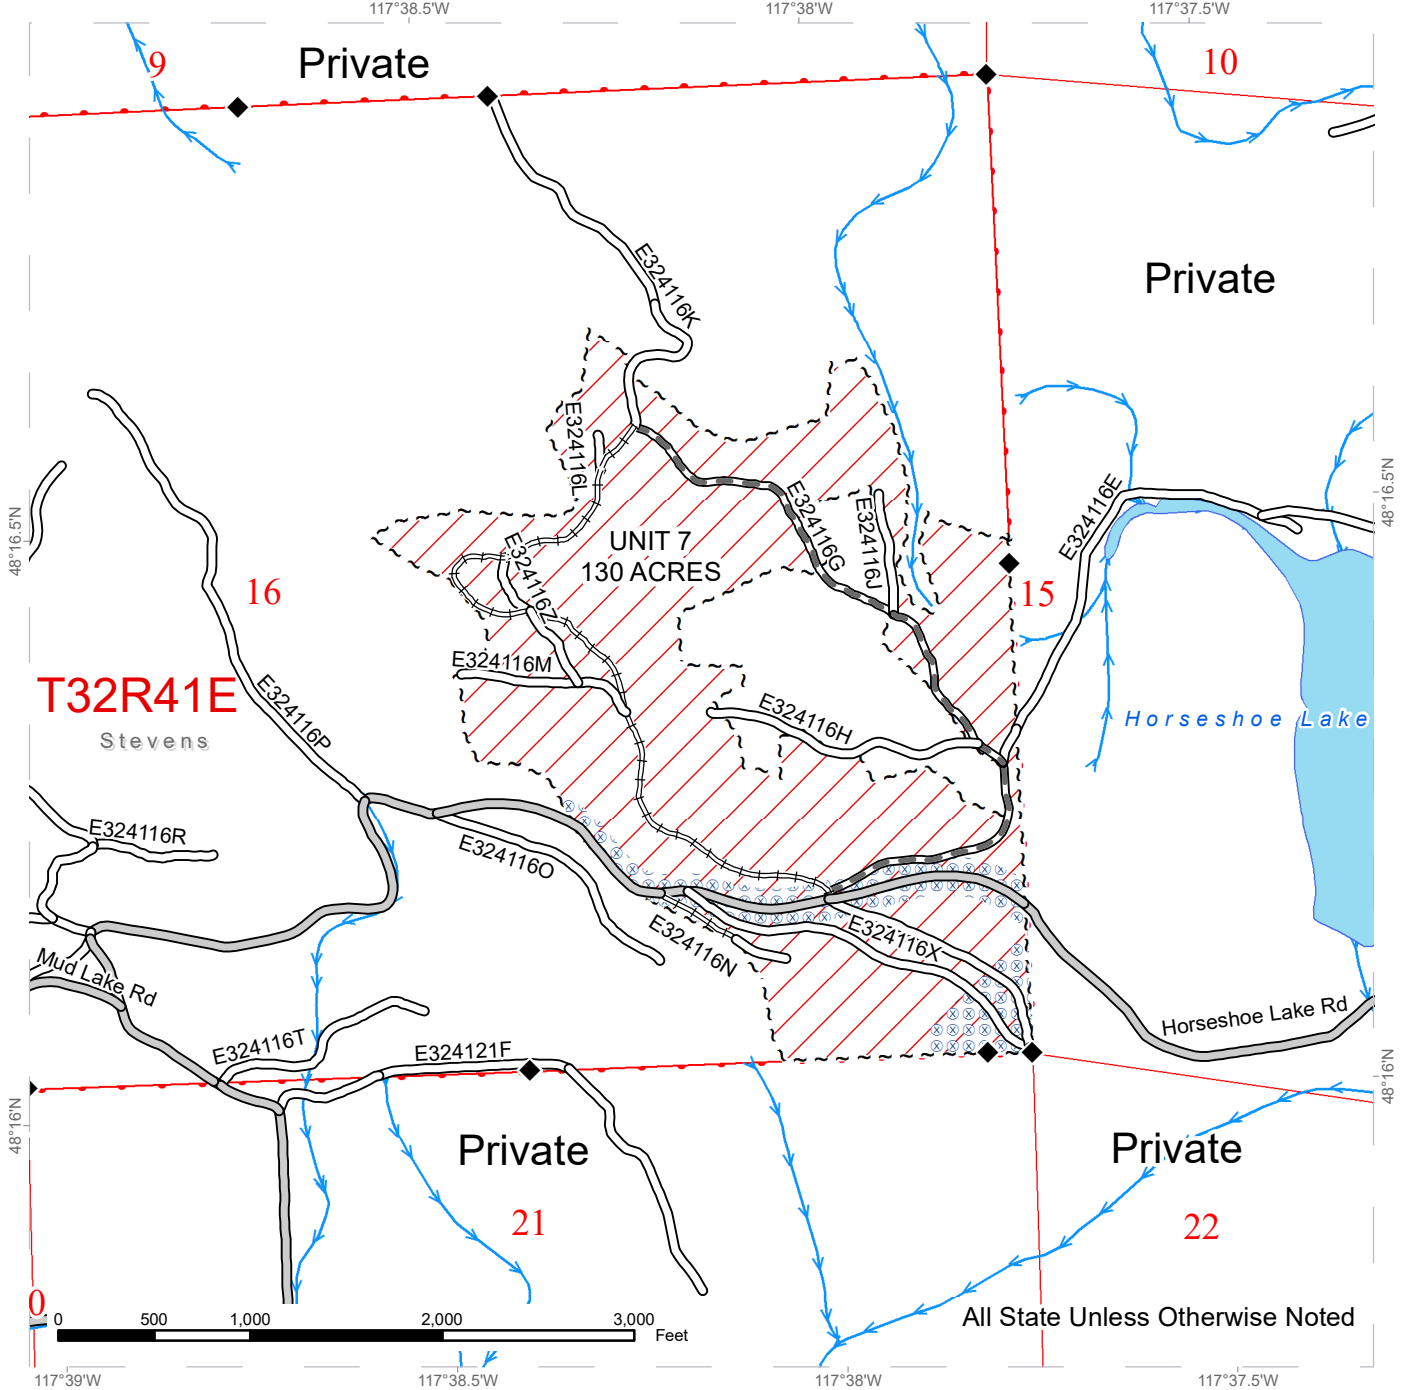 117°38.5'W
117°38'W
117°37.5'W
9
Private
10
E324116K
Private
48°16.5'N
48°16.5'N
E324116L
E324116G
E324116J
E324116E
UNIT 7
130 ACRES
E324116Z
16
15
E324116M
T32R41E
Stevens
E324116P
E324116H
Horseshoe Lake
E324116R
E324116O
E324116N
E324116X
Mud Lake Rd
Horseshoe Lake Rd
E324116T
E324121F
48°16'N
48°16'N
Private
Private
21
22
0
0
500
1,000
2,000
3,000
Feet
All State Unless Otherwise Noted
117°39'W
117°38.5'W
117°38'W
117°37.5'W